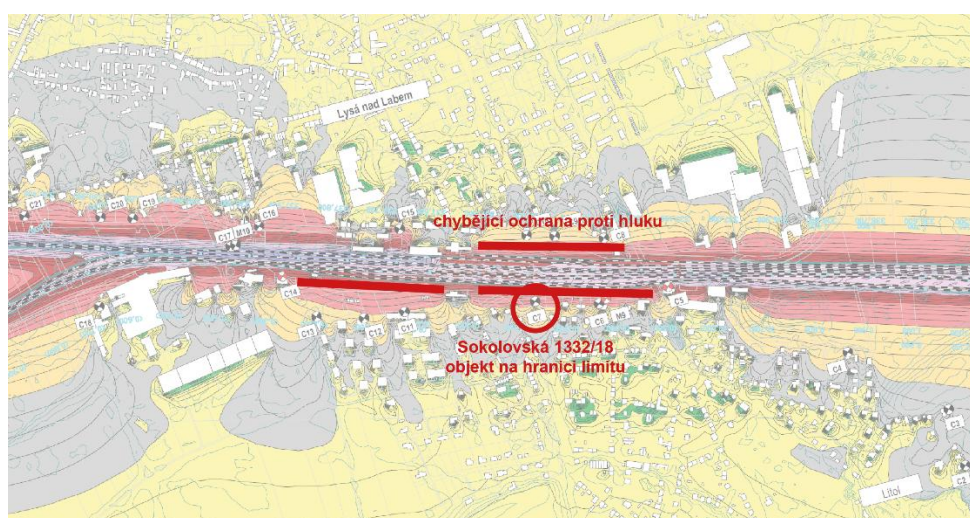 Lysá nad Labem
C21
C20
C19
C18
C15
C17
M10
chybějící ochrana proti hluku
C8
C14
C7
C6
M9
C5
C16
C13
C12
C11
Sokolovská 1332/18
objekt na hranici limitu
C4
C3
C2
Litol